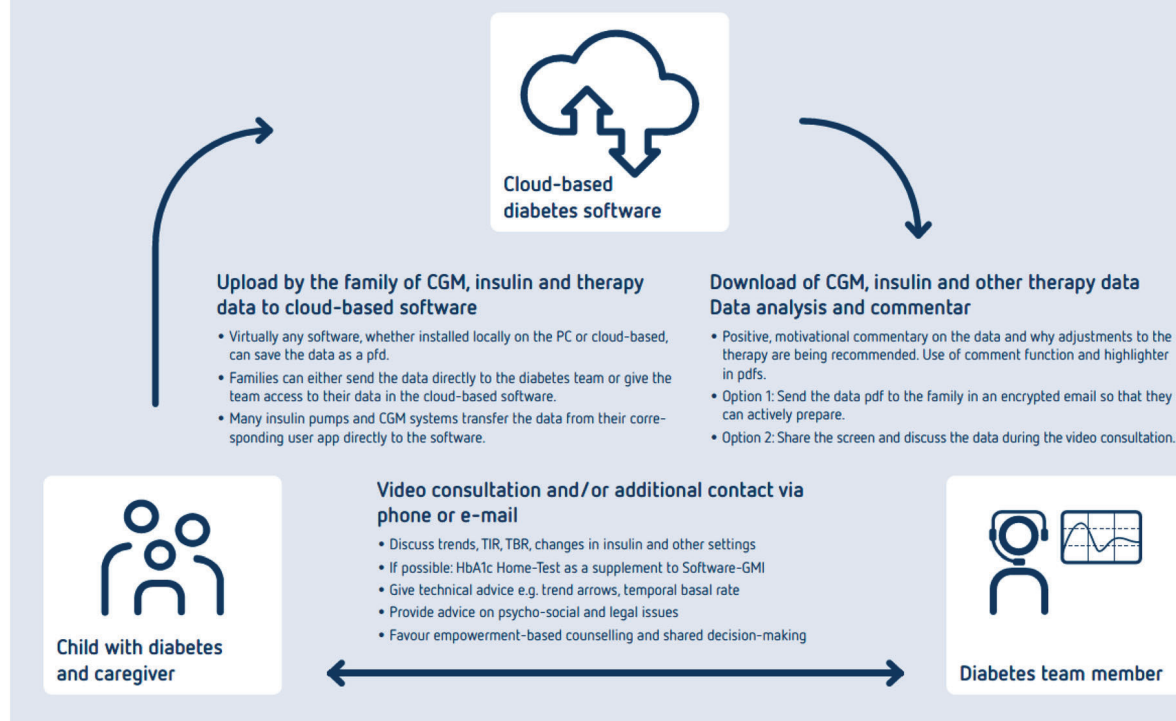 Cloud-based
diabetes software
Upload by the family of CGM, insulin and therapy
data to cloud-based software
• Virtually any software, whether installed locally on the PC or cloud-based,
can save the data as a pfd.
• Families can either send the data directly to the diabetes team or give the
team access to their data in the cloud-based software.
• Many insulin pumps and CGM systems transfer the data from their corre-
sponding user app directly to the software.
Download of CGM, insulin and other therapy data
Data analysis and commentar
• Positive, motivational commentary on the data and why adjustments to the
therapy are being recommended. Use of comment function and highlighter
in pdfs.
• Option 1: Send the data pdf to the family in an encrypted email so that they
can actively prepare.
• Option 2: Share the screen and discuss the data during the video consultation.
Video consultation and/or additional contact via
phone or e-mail
• Discuss trends, TIR, TBR, changes in insulin and other settings
• If possible: HbA1c Home-Test as a supplement to Software-GMI
• Give technical advice e.g. trend arrows, temporal basal rate
• Provide advice on psycho-social and legal issues
• Favour empowerment-based counselling and shared decision-making
Child with diabetes
and caregiver
Diabetes team member